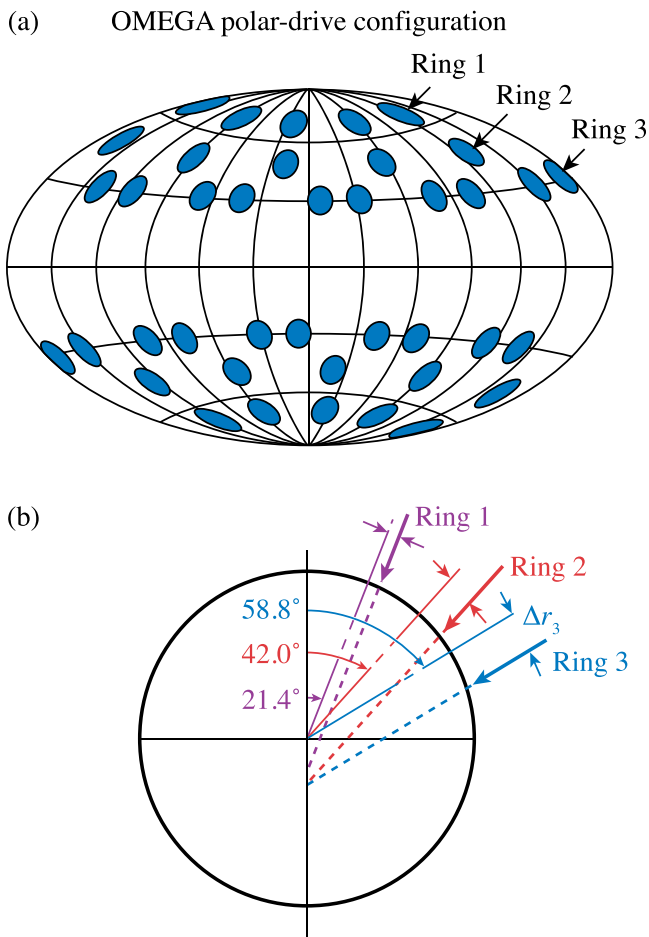 (a) OMEGA polar-drive configuration
Ring 1
Ring 2
Ring 3
(b)
Ring 1
Ring 2
58.8°
Δr₃
42.0°
Ring 3
21.4°